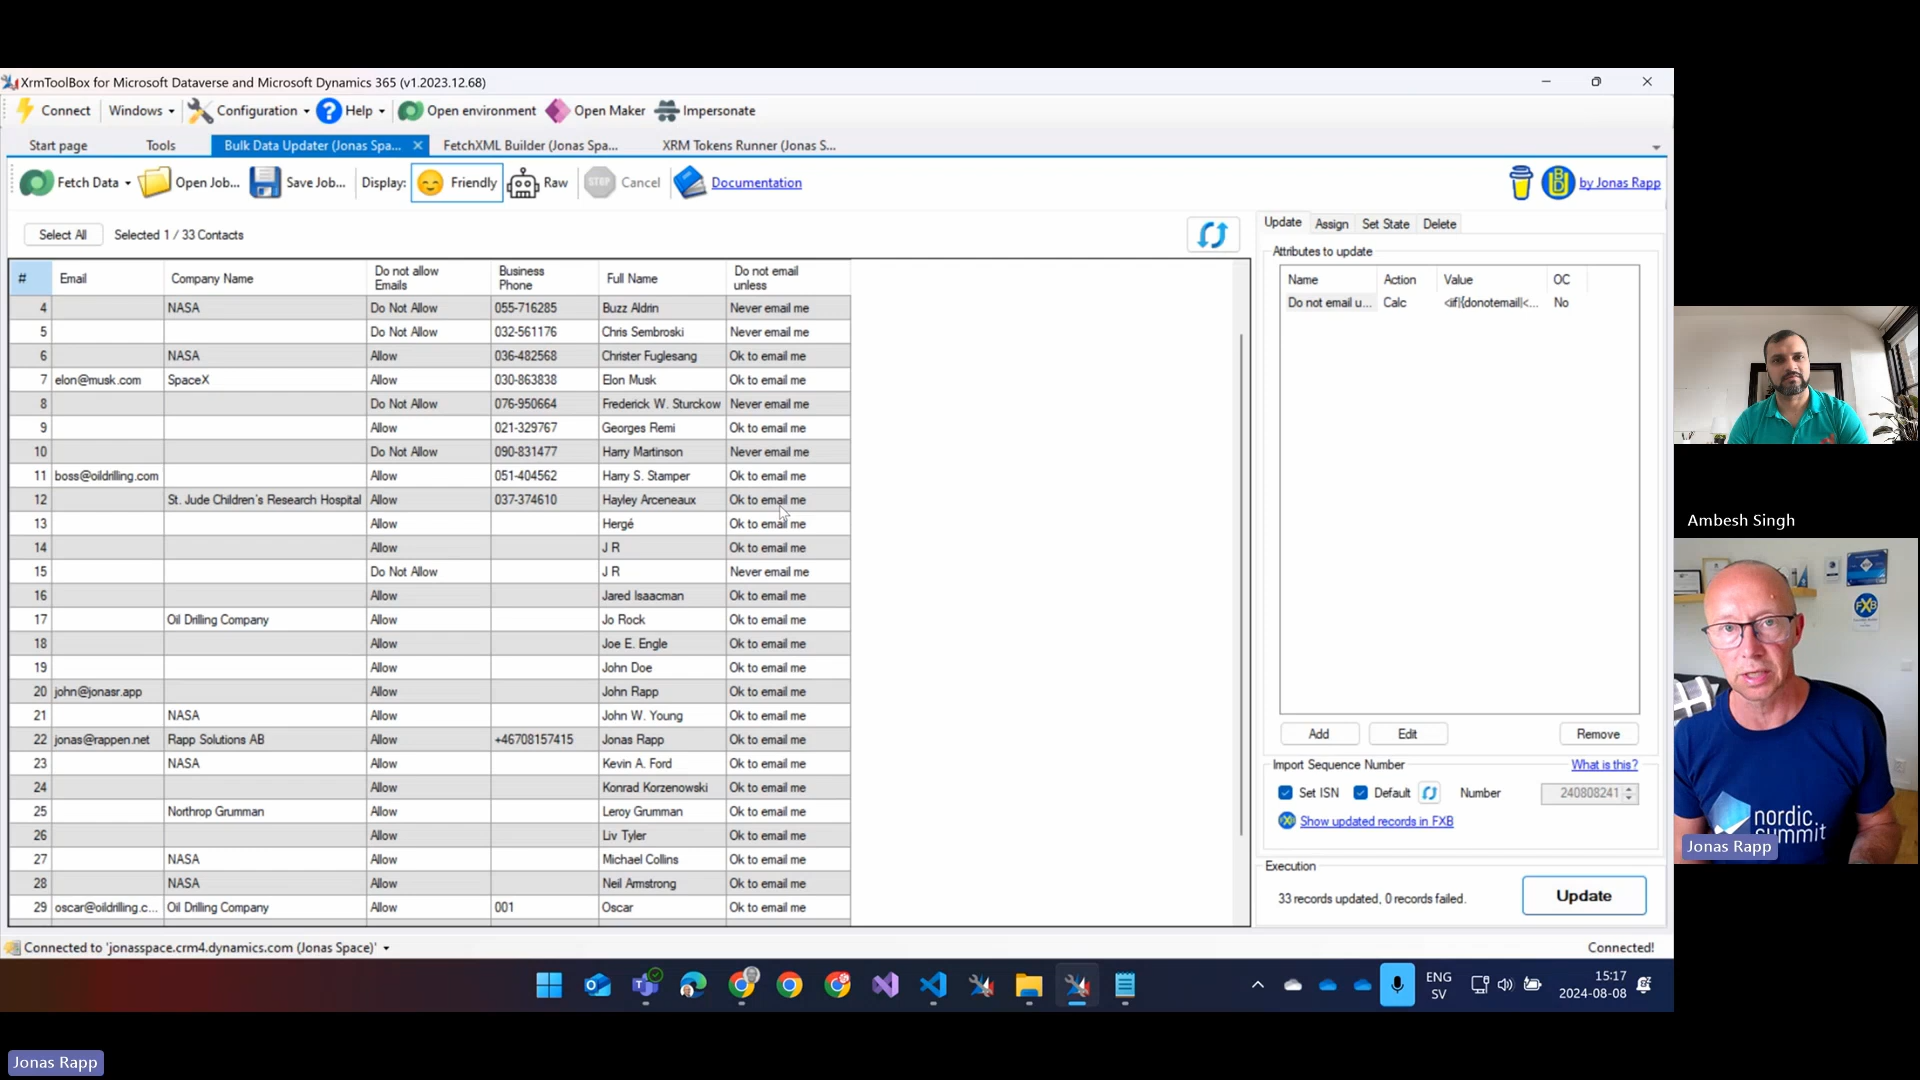 XrmToolBox for Microsoft Dataverse and Microsoft Dynamics 365 (v1.2023.12.68)
Connect Windows Configuration Help Open environment Open Maker Impersonate
Start page Tools Bulk Data Updater (Jonas Spa... FetchXML Builder (Jonas Spa... XRM Tokens Runner (Jonas S...
Fetch Data Open Job... Save Job... Display: Friendly Raw STOP Cancel Documentation by Jonas Rapp
Select All Selected 1 / 33 Contacts
# Email Company Name Do not allow Emails Business Phone Full Name Do not email unless
4 NASA Do Not Allow 055-716285 Buzz Aldrin Never email me
5 Do Not Allow 032-561176 Chris Sembroski Never email me
6 NASA Allow 036-482568 Christer Fuglesang Ok to email me
7 elon@musk.com SpaceX Allow 030-863838 Elon Musk Ok to email me
8 Do Not Allow 076-950664 Frederick W. Sturckow Never email me
9 Allow 021-329767 Georges Remi Ok to email me
10 Do Not Allow 090-831477 Harry Martinson Never email me
11 boss@oildrilling.com Allow 051-404562 Harry S. Stamper Ok to email me
12 St. Jude Children's Research Hospital Allow 037-374610 Hayley Arceneaux Ok to email me
13 Allow Hergé Ok to email me
14 Allow J R Ok to email me
15 Do Not Allow J R Never email me
16 Allow Jared Isaacman Ok to email me
17 Oil Drilling Company Allow Jo Rock Ok to email me
18 Allow Joe E. Engle Ok to email me
19 Allow John Doe Ok to email me
20 john@jonasr.app Allow John Rapp Ok to email me
21 NASA Allow John W. Young Ok to email me
22 jonas@rappen.net Rapp Solutions AB Allow +46708157415 Jonas Rapp Ok to email me
23 NASA Allow Kevin A. Ford Ok to email me
24 Allow Konrad Korzenowski Ok to email me
25 Northrop Grumman Allow Leroy Grumman Ok to email me
26 Allow Liv Tyler Ok to email me
27 NASA Allow Michael Collins Ok to email me
28 NASA Allow Neil Armstrong Ok to email me
29 oscar@oildrilling.c... Oil Drilling Company Allow 001 Oscar Ok to email me
Update Assign Set State Delete
Attributes to update
Name Action Value OC
Do not email u... Calc <iif|{donotemail|<... No
Add Edit Remove
Import Sequence Number What is this?
Set ISN Default Number 240808241
Show updated records in FXB
Execution
33 records updated, 0 records failed. Update
Connected to 'jonasspace.crm4.dynamics.com (Jonas Space)' Connected!
ENG
SV
15:17
2024-08-08
Ambesh Singh
FXB
nordic
summit
Jonas Rapp
Jonas Rapp